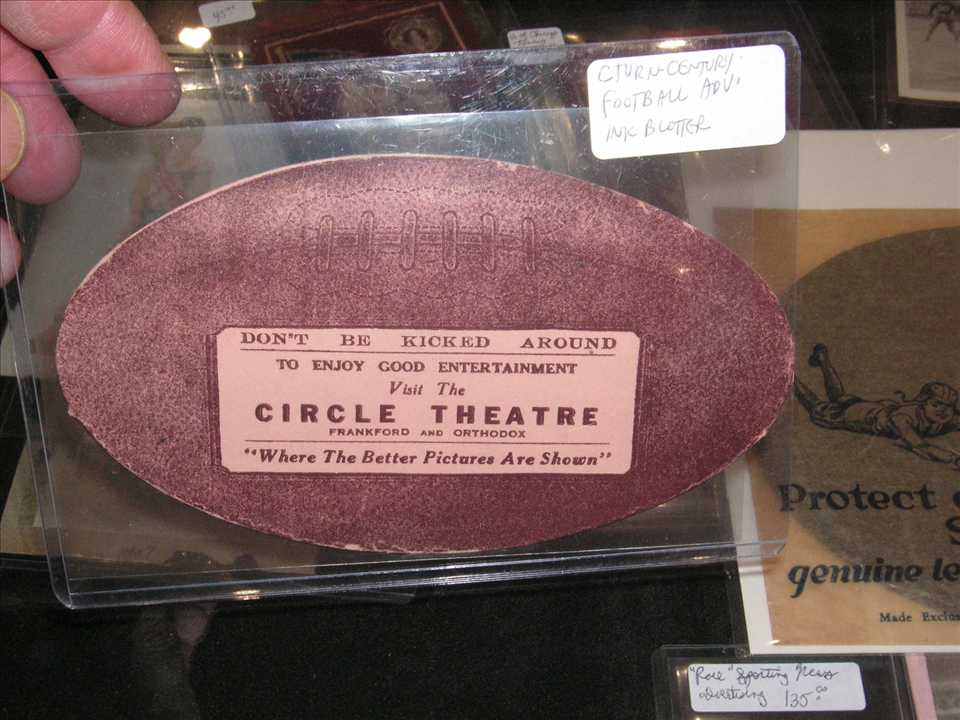 45.00
C TURN-CENTURY
FOOTBALL ADV.
INK BLOTTER
DON'T BE KICKED AROUND
TO ENJOY GOOD ENTERTAINMENT
Visit The
CIRCLE THEATRE
FRANKFORD AND ORTHODOX
"Where The Better Pictures Are Shown"
Protect
genuine le
Made Exclus
"Rare" Sporting News
advertising 135.00